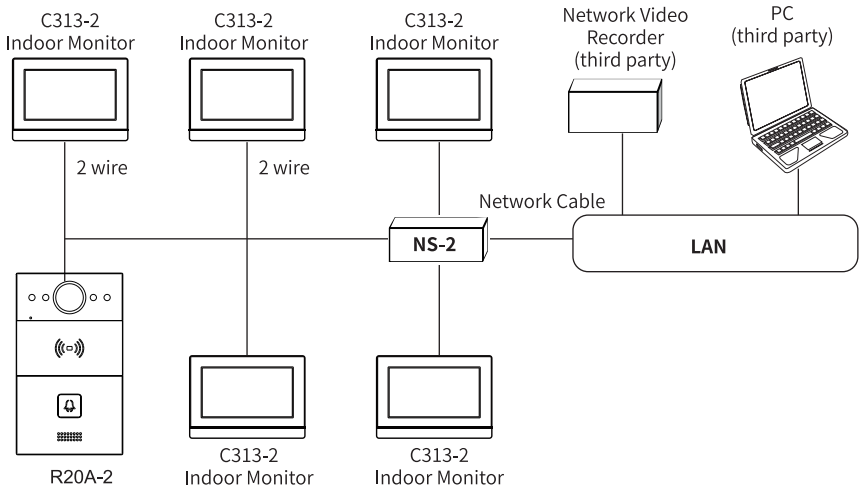 C313-2
Indoor Monitor
C313-2
Indoor Monitor
C313-2
Indoor Monitor
Network Video
Recorder
(third party)
PC
(third party)
2 wire
2 wire
Network Cable
NS-2
LAN
R20A-2
C313-2
Indoor Monitor
C313-2
Indoor Monitor